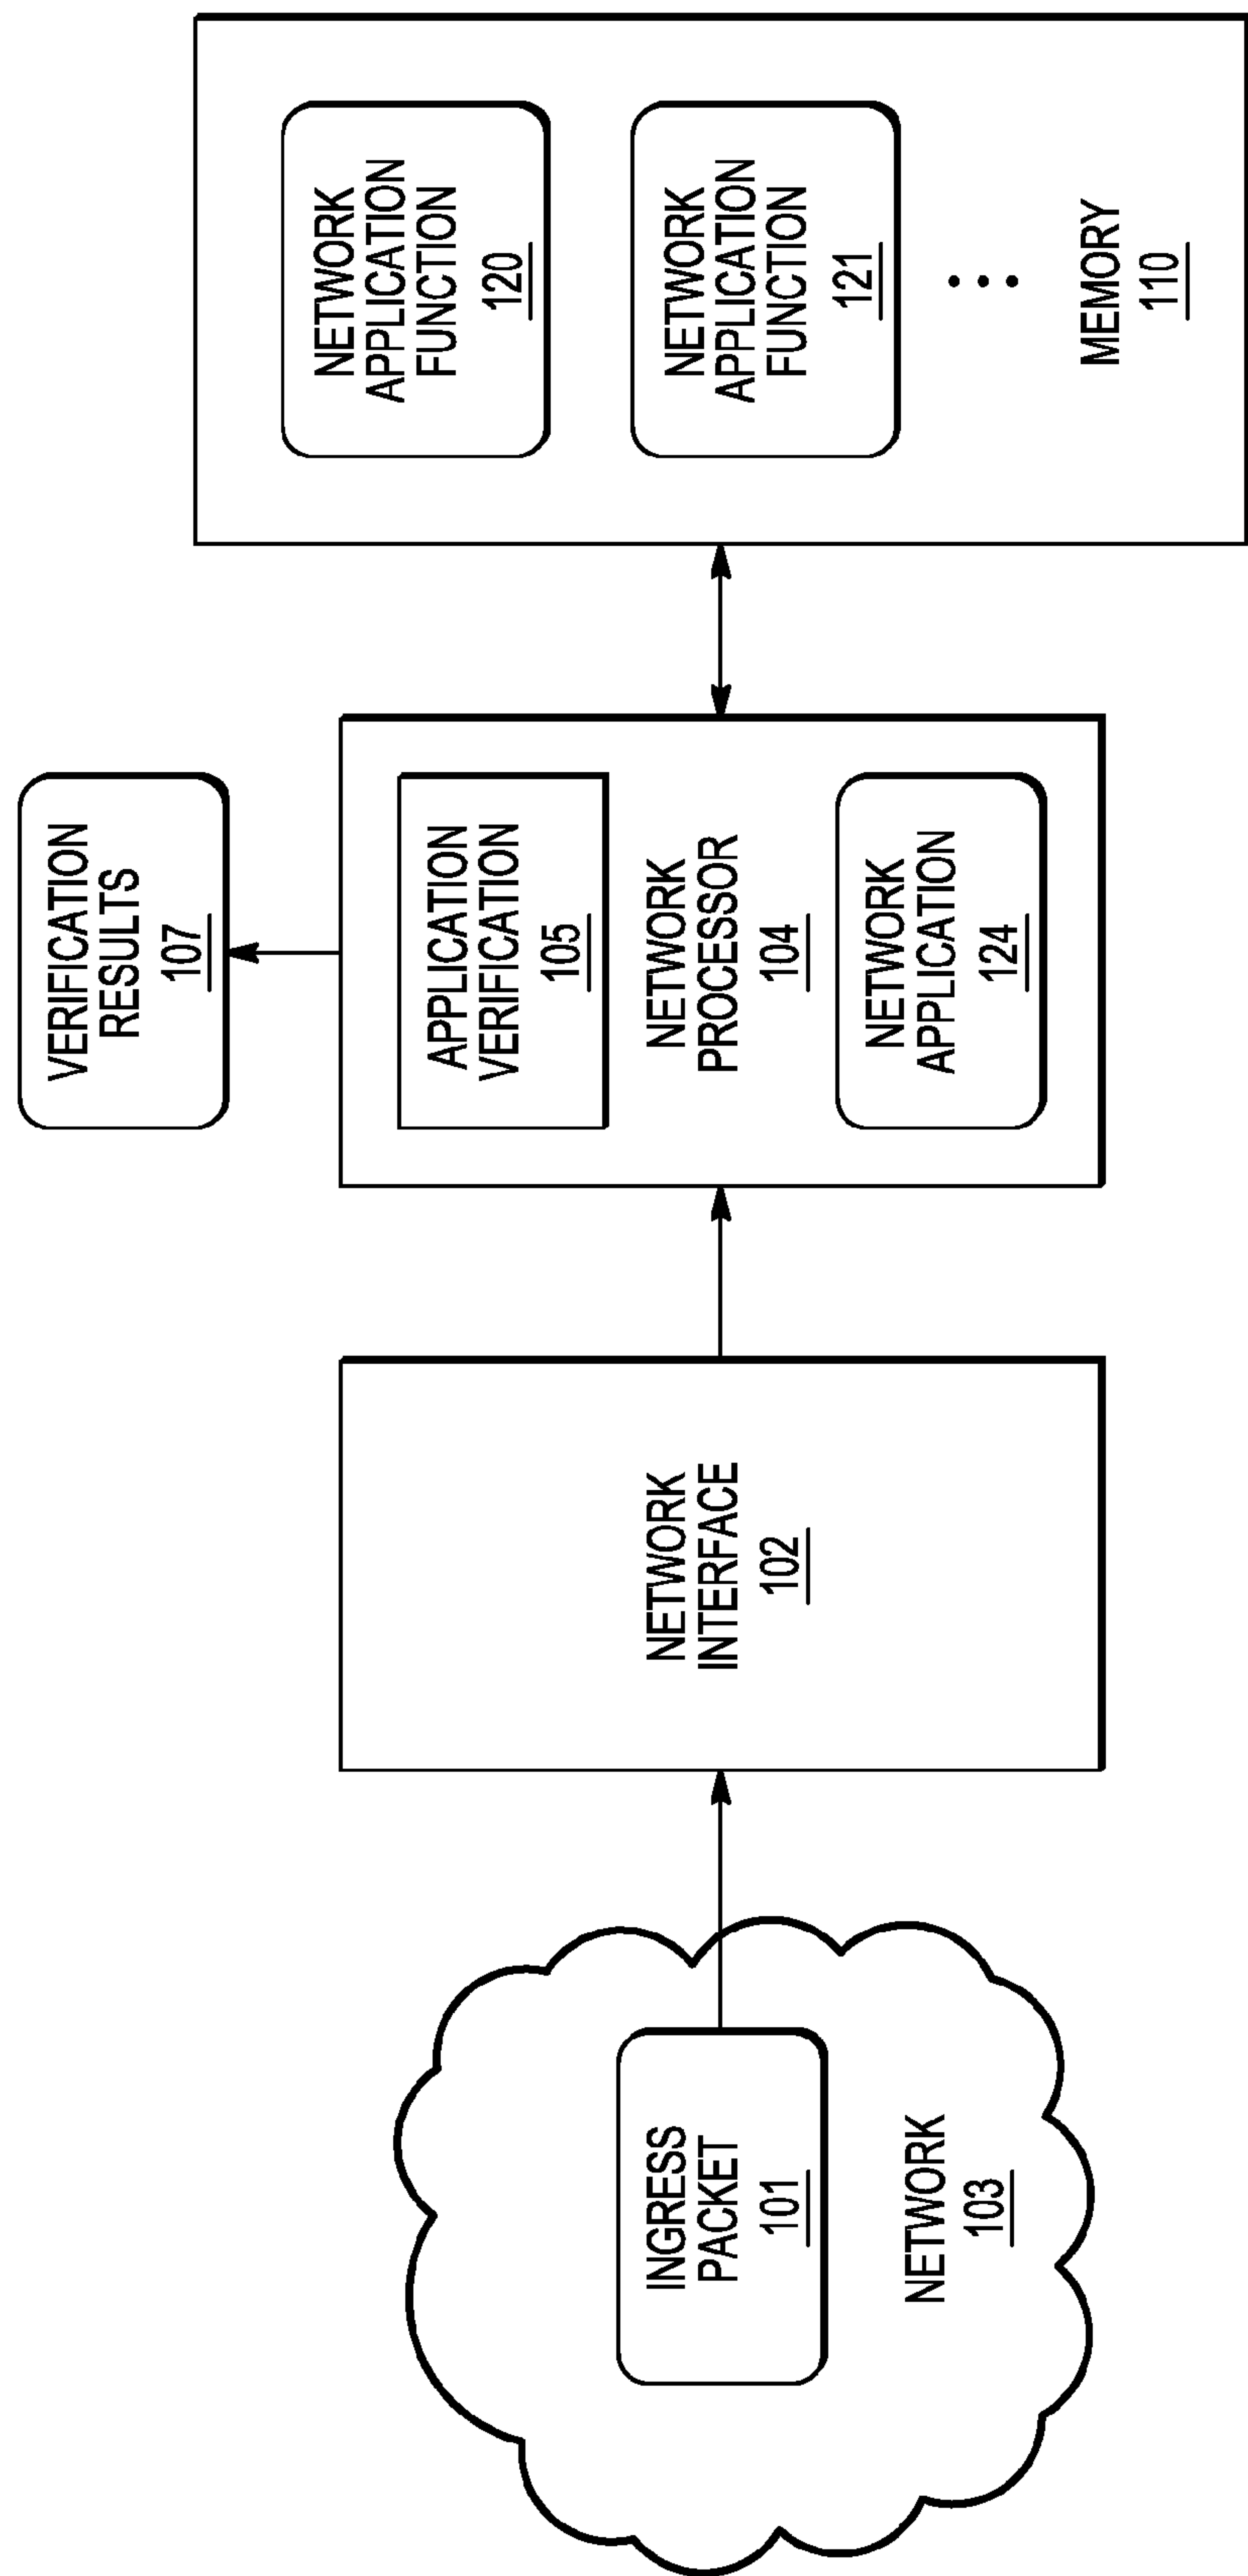 INGRESS
PACKET
101
NETWORK
103
NETWORK
INTERFACE
102
VERIFICATION
RESULTS
107
APPLICATION
VERIFICATION
105
NETWORK
PROCESSOR
104
NETWORK
APPLICATION
124
NETWORK
APPLICATION
FUNCTION
120
NETWORK
APPLICATION
FUNCTION
121
MEMORY
110